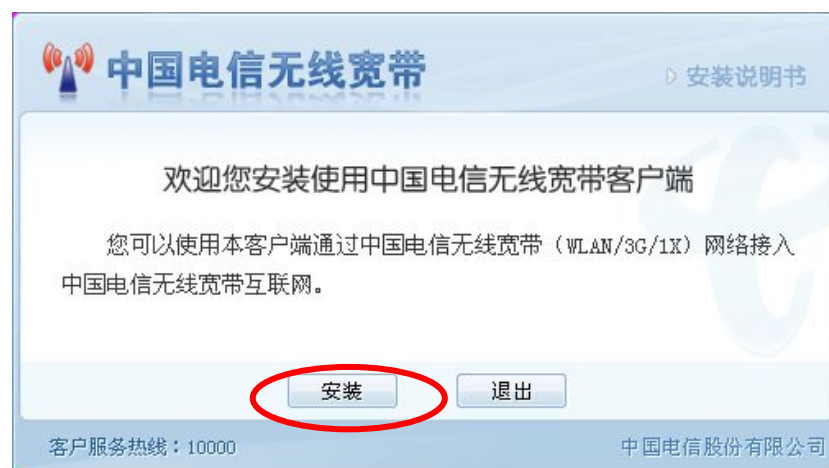 中国电信无线宽带
安装说明书
欢迎您安装使用中国电信无线宽带客户端
您可以使用本客户端通过中国电信无线宽带（WLAN/3G/1X）网络接入
中国电信无线宽带互联网。
安装
退出
客户服务热线：10000
中国电信股份有限公司